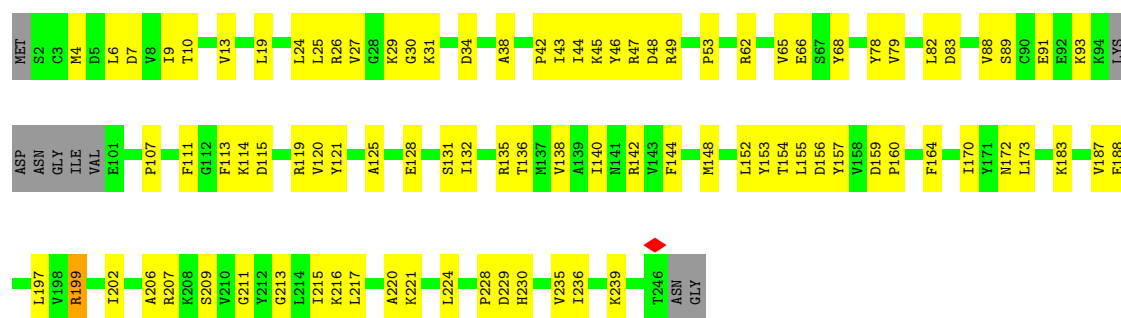 MET S2 C3 M4 D5 L6 D7 V8 I9 T10 V13 L19 L24 L25 R26 V27 G28 K29 G30 K31 D34 A38 P42 I43 I44 K45 Y46 R47 D48 R49 P53 R62 V65 E66 S67 Y68 Y78 V79 L82 D83 V88 S89 C90 E91 E92 K93 K94 LYS
ASP ASN GLY ILE VAL E101 P107 F111 G112 F113 K114 D115 R119 V120 Y121 A125 E128 S131 I132 R135 T136 M137 V138 A139 I140 N141 R142 V143 F144 M148 L152 Y153 T154 L155 D156 Y157 V158 D159 P160 F164 I170 Y171 N172 L173 K183 V187 E188
L197 V198 R199 I202 A206 R207 K208 S209 V210 G211 Y212 G213 L214 I215 K216 L217 A220 K221 L224 P228 D229 H230 V235 I236 K239 T246 ASN GLY